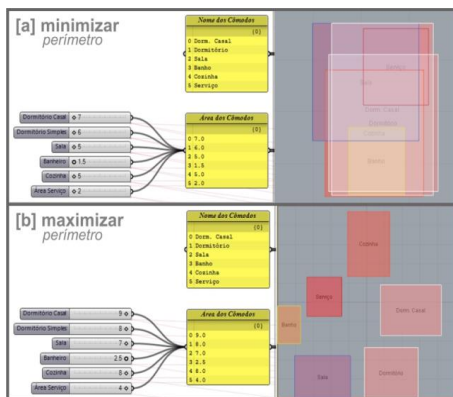 [a] minimizar
perímetro
Nome dos Cômodos
{0}
0 Dorm. Casal
1 Dormitório
2 Sala
3 Banho
4 Cozinha
5 Serviço
Área dos Cômodos
{0}
0 7.0
1 6.0
2 5.0
3 1.5
4 5.0
5 2.0
Dormitório Casal 7
Dormitório Simples 6
Sala 5
Banheiro 1,5
Cozinha 5
Área Serviço 2
Serviço
Sala
Dorm. Casal
Dormitório
Cozinha
Banho
[b] maximizar
perímetro
Nome dos Cômodos
{0}
0 Dorm. Casal
1 Dormitório
2 Sala
3 Banho
4 Cozinha
5 Serviço
Área dos Cômodos
{0}
0 9.0
1 8.0
2 7.0
3 2.5
4 8.0
5 4.0
Dormitório Casal 9
Dormitório Simples 8
Sala 7
Banheiro 2.5
Cozinha 8
Área Serviço 4
Cozinha
Serviço
Dorm. Casal
Banho
Sala
Dormitório